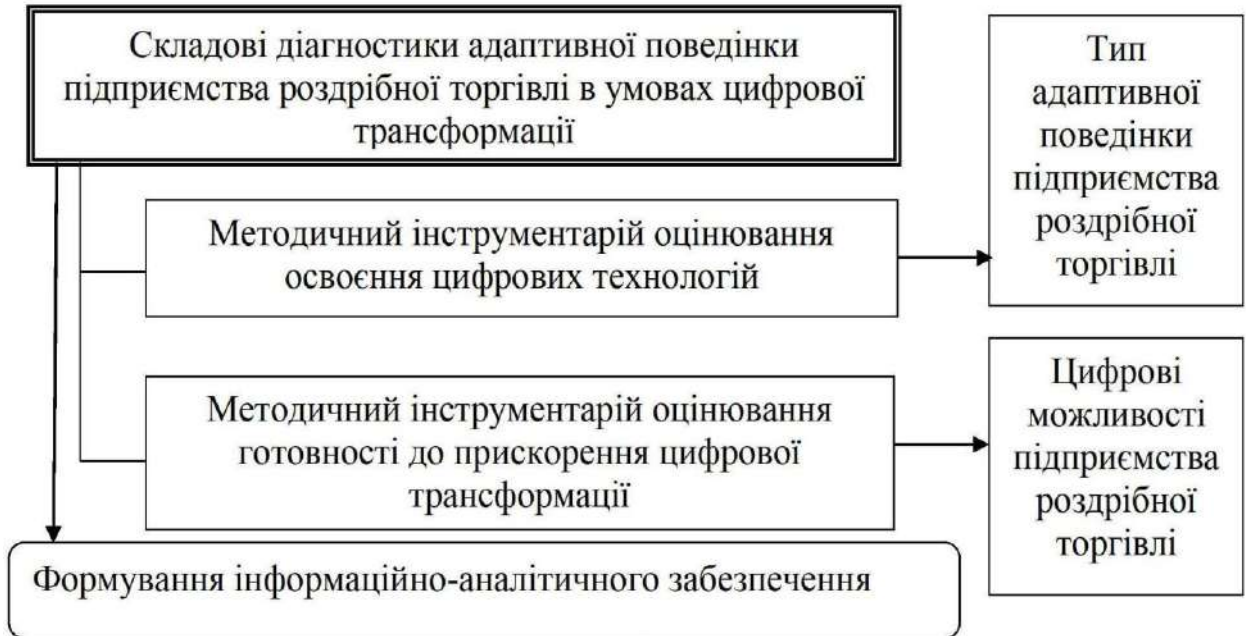 Складові діагностики адаптивної поведінки
підприємства роздрібної торгівлі в умовах цифрової
трансформації
Тип
адаптивної
поведінки
підприємства
роздрібної
торгівлі
Методичний інструментарій оцінювання
освоєння цифрових технологій
Методичний інструментарій оцінювання
готовності до прискорення цифрової
трансформації
Цифрові
можливості
підприємства
роздрібної
торгівлі
Формування інформаційно-аналітичного забезпечення